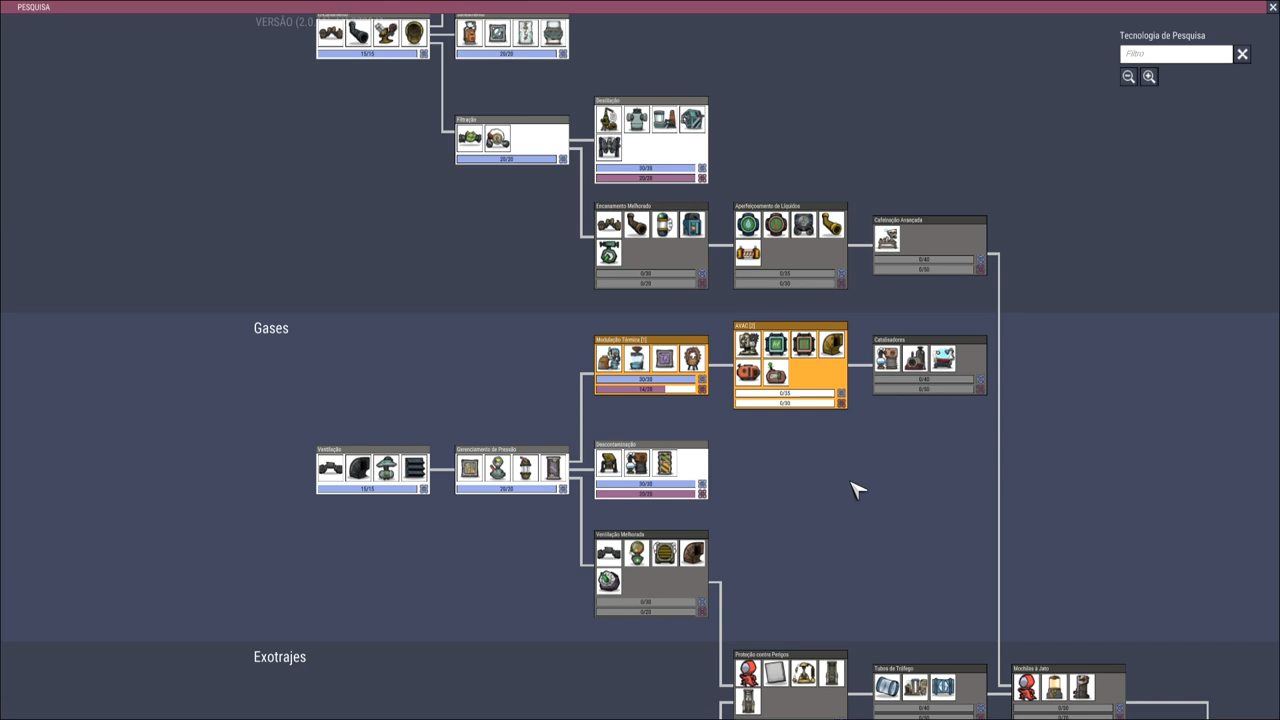 PESQUISA
VERSÃO (2.0
Tecnologia de Pesquisa
Filtro
15/15
20/20
Destilação
Filtração
30/30
20/20
20/20
Encanamento Melhorado
Aperfeiçoamento de Líquidos
Cafeinação Avançada
0/30
0/20
0/35
0/30
0/40
0/50
Gases
Modulação Térmica [1]
AVAC [2]
Catalisadores
30/30
14/20
0/35
0/30
0/40
0/50
Ventilação
Gerenciamento de Pressão
Descontaminação
15/15
20/20
30/30
20/20
Ventilação Melhorada
0/30
0/20
Exotrajes
Proteção contra Perigos
Tubos de Tráfego
Mochilas à Jato
0/40
0/50